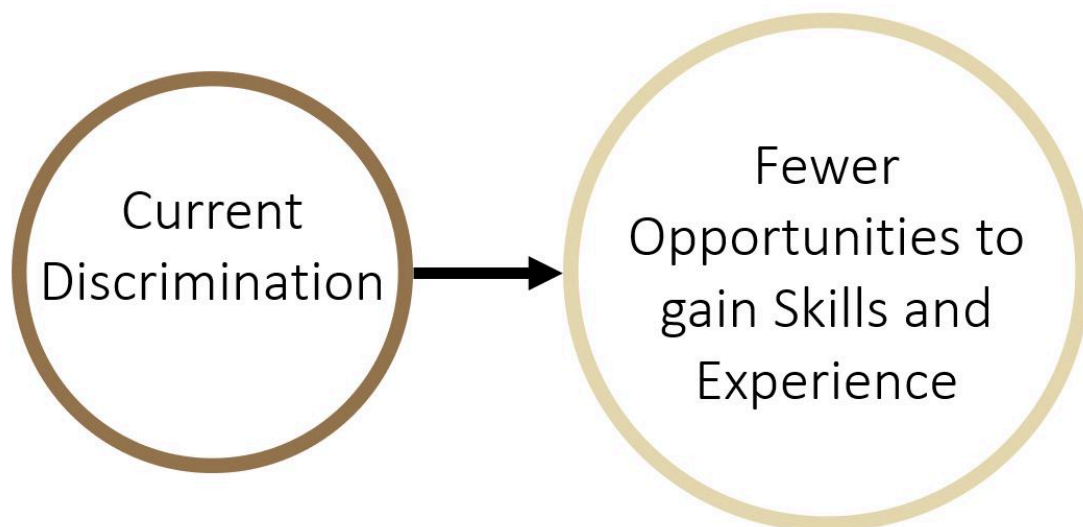 Current
Discrimination
Fewer
Opportunities to
gain Skills and
Experience